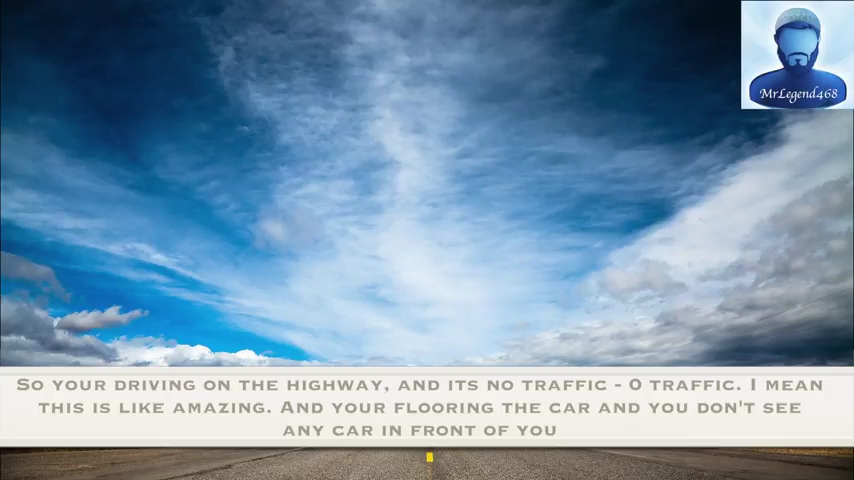 MrLegend468
So your driving on the highway, and its no traffic - 0 traffic. I mean
this is like amazing. And your flooring the car and you don't see
any car in front of you